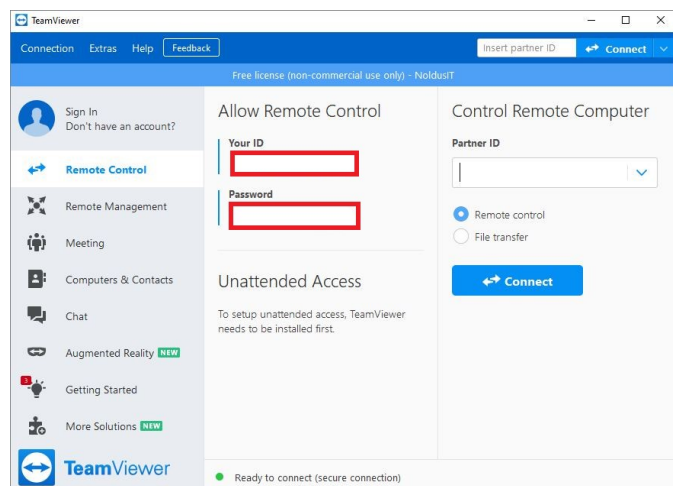 TeamViewer
Connection Extras Help Feedback
Insert partner ID Connect
Free license (non-commercial use only) - NoldusIT
Sign In
Don't have an account?
Remote Control
Remote Management
Meeting
Computers & Contacts
Chat
Augmented Reality NEW
3
Getting Started
More Solutions NEW
TeamViewer
Allow Remote Control
Your ID
Password
Unattended Access
To setup unattended access, TeamViewer
needs to be installed first.
Control Remote Computer
Partner ID
Remote control
File transfer
Connect
Ready to connect (secure connection)